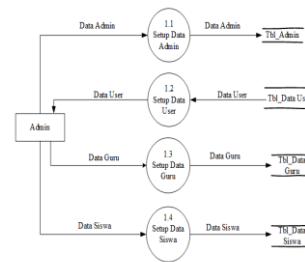 1.1
Data Admin
Setup Data
Admin
Data Admin
Tbl_Admin
1.2
Data User
Setup Data
User
Data User
Tbl_Data Us
Admin
1.3
Data Guru
Setup Data
Guru
Data Guru
Tbl_Data
Guru
1.4
Data Siswa
Setup Data
Siswa
Data Siswa
Tbl_Data
Siswa